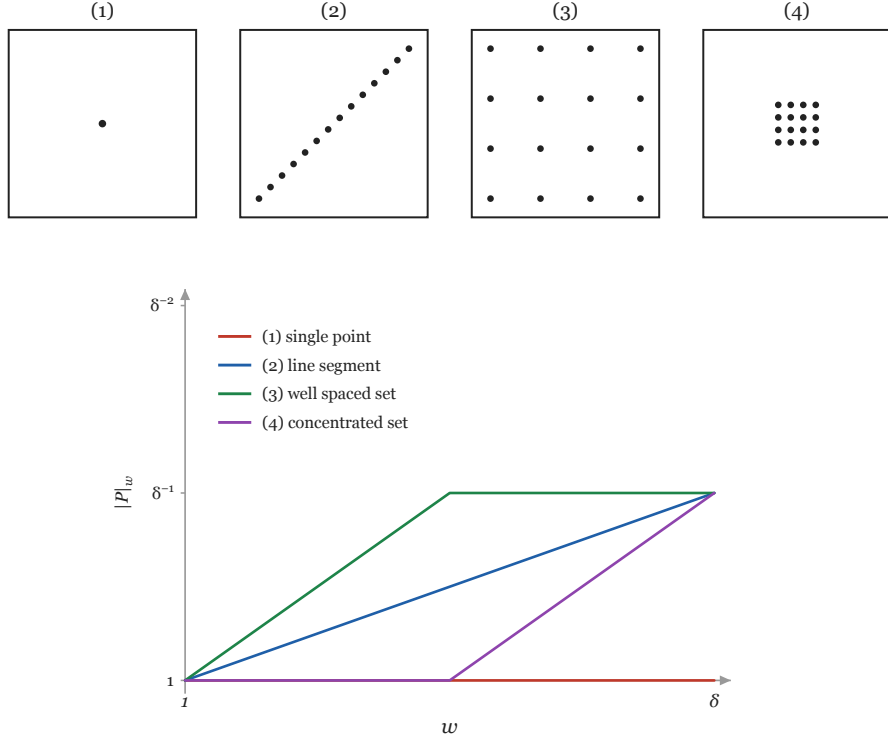 (1) (2) (3) (4)
δ⁻²
(1) single point
(2) line segment
(3) well spaced set
(4) concentrated set
|P|w
δ⁻¹
1
1 δ
w